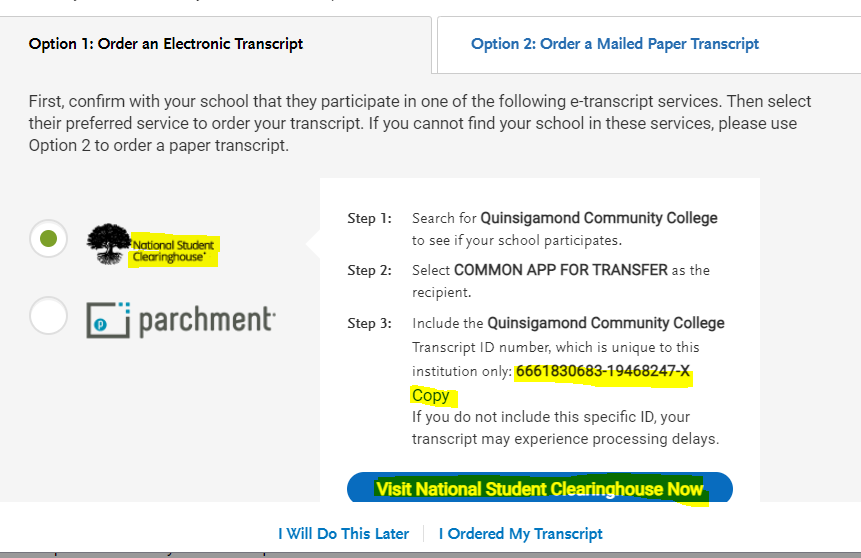 Option 1: Order an Electronic Transcript
Option 2: Order a Mailed Paper Transcript
First, confirm with your school that they participate in one of the following e-transcript services. Then select
their preferred service to order your transcript. If you cannot find your school in these services, please use
Option 2 to order a paper transcript.
National Student
Clearinghouse®
parchment
Step 1: Search for Quinsigamond Community College
to see if your school participates.
Step 2: Select COMMON APP FOR TRANSFER as the
recipient.
Step 3: Include the Quinsigamond Community College
Transcript ID number, which is unique to this
institution only: 6661830683-19468247-X
Copy
If you do not include this specific ID, your
transcript may experience processing delays.
Visit National Student Clearinghouse Now
I Will Do This Later
I Ordered My Transcript